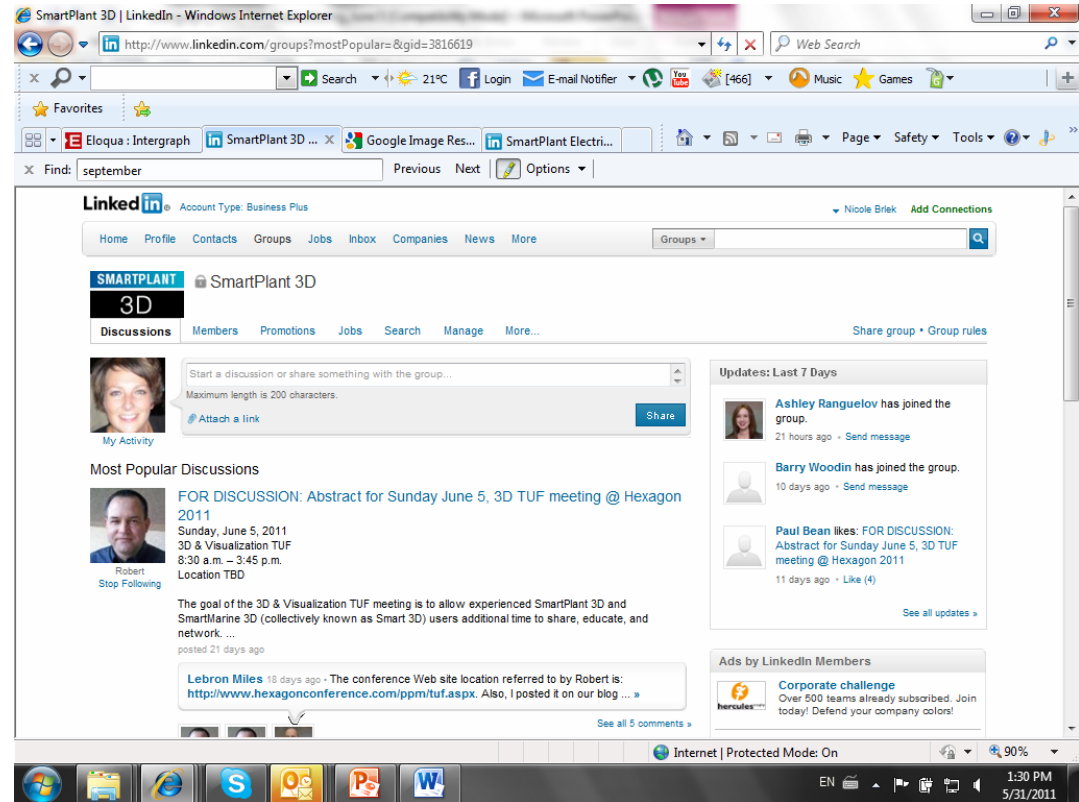 SmartPlant 3D | LinkedIn - Windows Internet Explorer
http://www.linkedin.com/groups?mostPopular=&gid=3816619
Web Search
Search 21°C Login E-mail Notifier You Tube [466] Music Games
Favorites
Eloqua : Intergraph SmartPlant 3D ... Google Image Res... SmartPlant Electri... Page Safety Tools
Find: september Previous Next Options
Linked in Account Type: Business Plus
Nicole Brlek Add Connections
Home Profile Contacts Groups Jobs Inbox Companies News More Groups
SMARTPLANT
3D
SmartPlant 3D
Discussions Members Promotions Jobs Search Manage More... Share group • Group rules
Start a discussion or share something with the group...
Maximum length is 200 characters.
Attach a link
Share
My Activity
Most Popular Discussions
FOR DISCUSSION: Abstract for Sunday June 5, 3D TUF meeting @ Hexagon
2011
Sunday, June 5, 2011
3D & Visualization TUF
8:30 a.m. – 3:45 p.m.
Location TBD
Robert
Stop Following
The goal of the 3D & Visualization TUF meeting is to allow experienced SmartPlant 3D and
SmartMarine 3D (collectively known as Smart 3D) users additional time to share, educate, and
network. ...
posted 21 days ago
Lebron Miles 18 days ago • The conference Web site location referred to by Robert is:
http://www.hexagonconference.com/ppm/tuf.aspx. Also, I posted it on our blog ... »
See all 5 comments »
Updates: Last 7 Days
Ashley Ranguelov has joined the
group.
21 hours ago • Send message
Barry Woodin has joined the group.
10 days ago • Send message
Paul Bean likes: FOR DISCUSSION:
Abstract for Sunday June 5, 3D TUF
meeting @ Hexagon 2011
11 days ago • Like (4)
See all updates »
Ads by LinkedIn Members
hercules
Corporate challenge
Over 500 teams already subscribed. Join
today! Defend your company colors!
Internet | Protected Mode: On 90%
EN 1:30 PM
5/31/2011